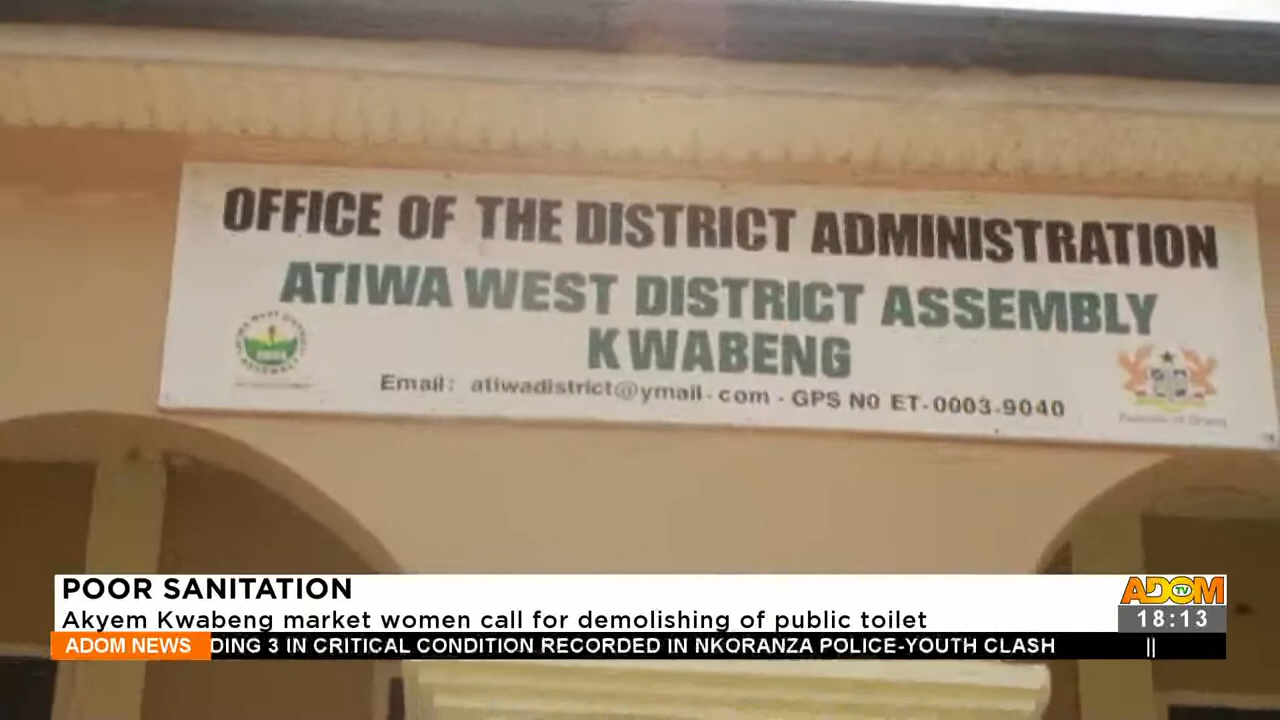 OFFICE OF THE DISTRICT ADMINISTRATION
ATIWA WEST DISTRICT ASSEMBLY
KWABENG
Email: atiwadistrict@ymail.com - GPS NO ET-0003-9040
POOR SANITATION
Akyem Kwabeng market women call for demolishing of public toilet
ADOM TV
18:13
ADOM NEWS
DING 3 IN CRITICAL CONDITION RECORDED IN NKORANZA POLICE-YOUTH CLASH